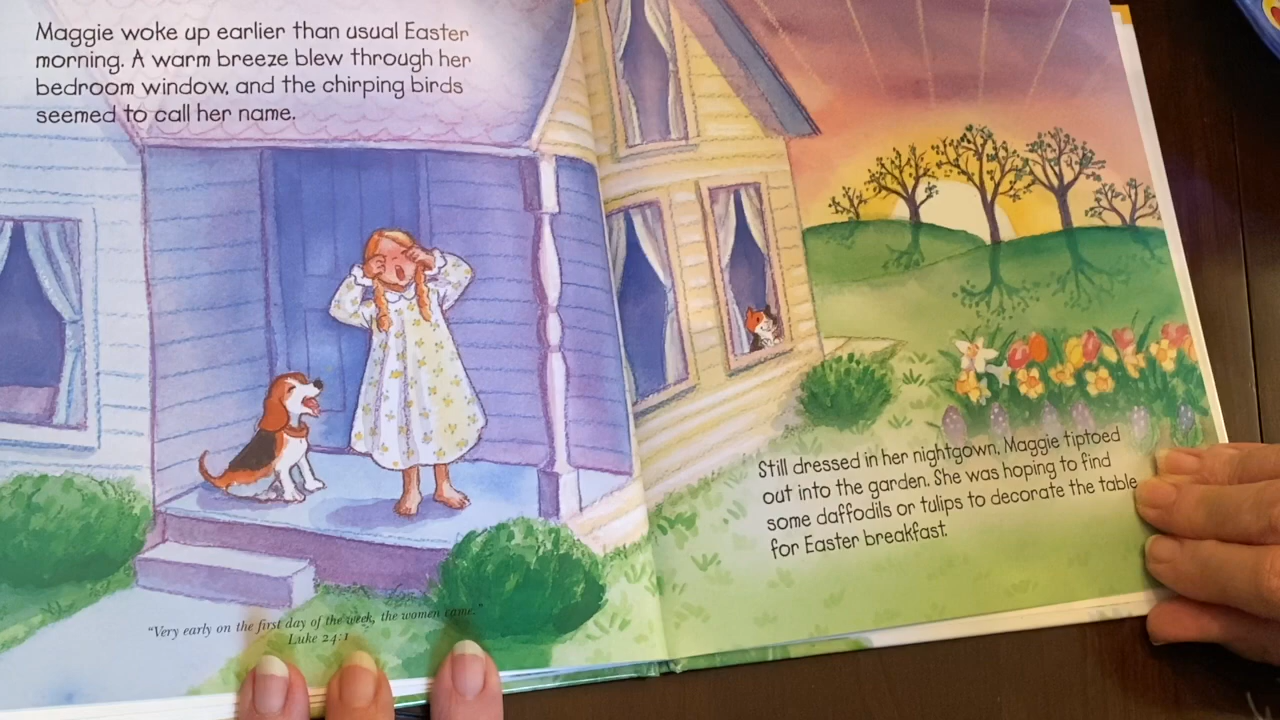 Maggie woke up earlier than usual Easter
morning. A warm breeze blew through her
bedroom window, and the chirping birds
seemed to call her name.
"Very early on the first day of the week, the women came."
Luke 24:1
Still dressed in her nightgown, Maggie tiptoed
out into the garden. She was hoping to find
some daffodils or tulips to decorate the table
for Easter breakfast.